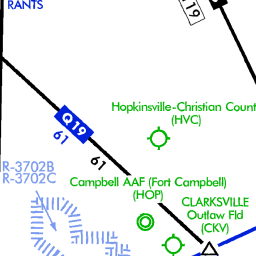 RANTS
119
Hopkinsville-Christian Count
(HVC)
Q19
61
61
R-3702B
R-3702C
Campbell AAF (Fort Campbell)
(HOP)
CLARKSVILLE
Outlaw Fld
(CKV)